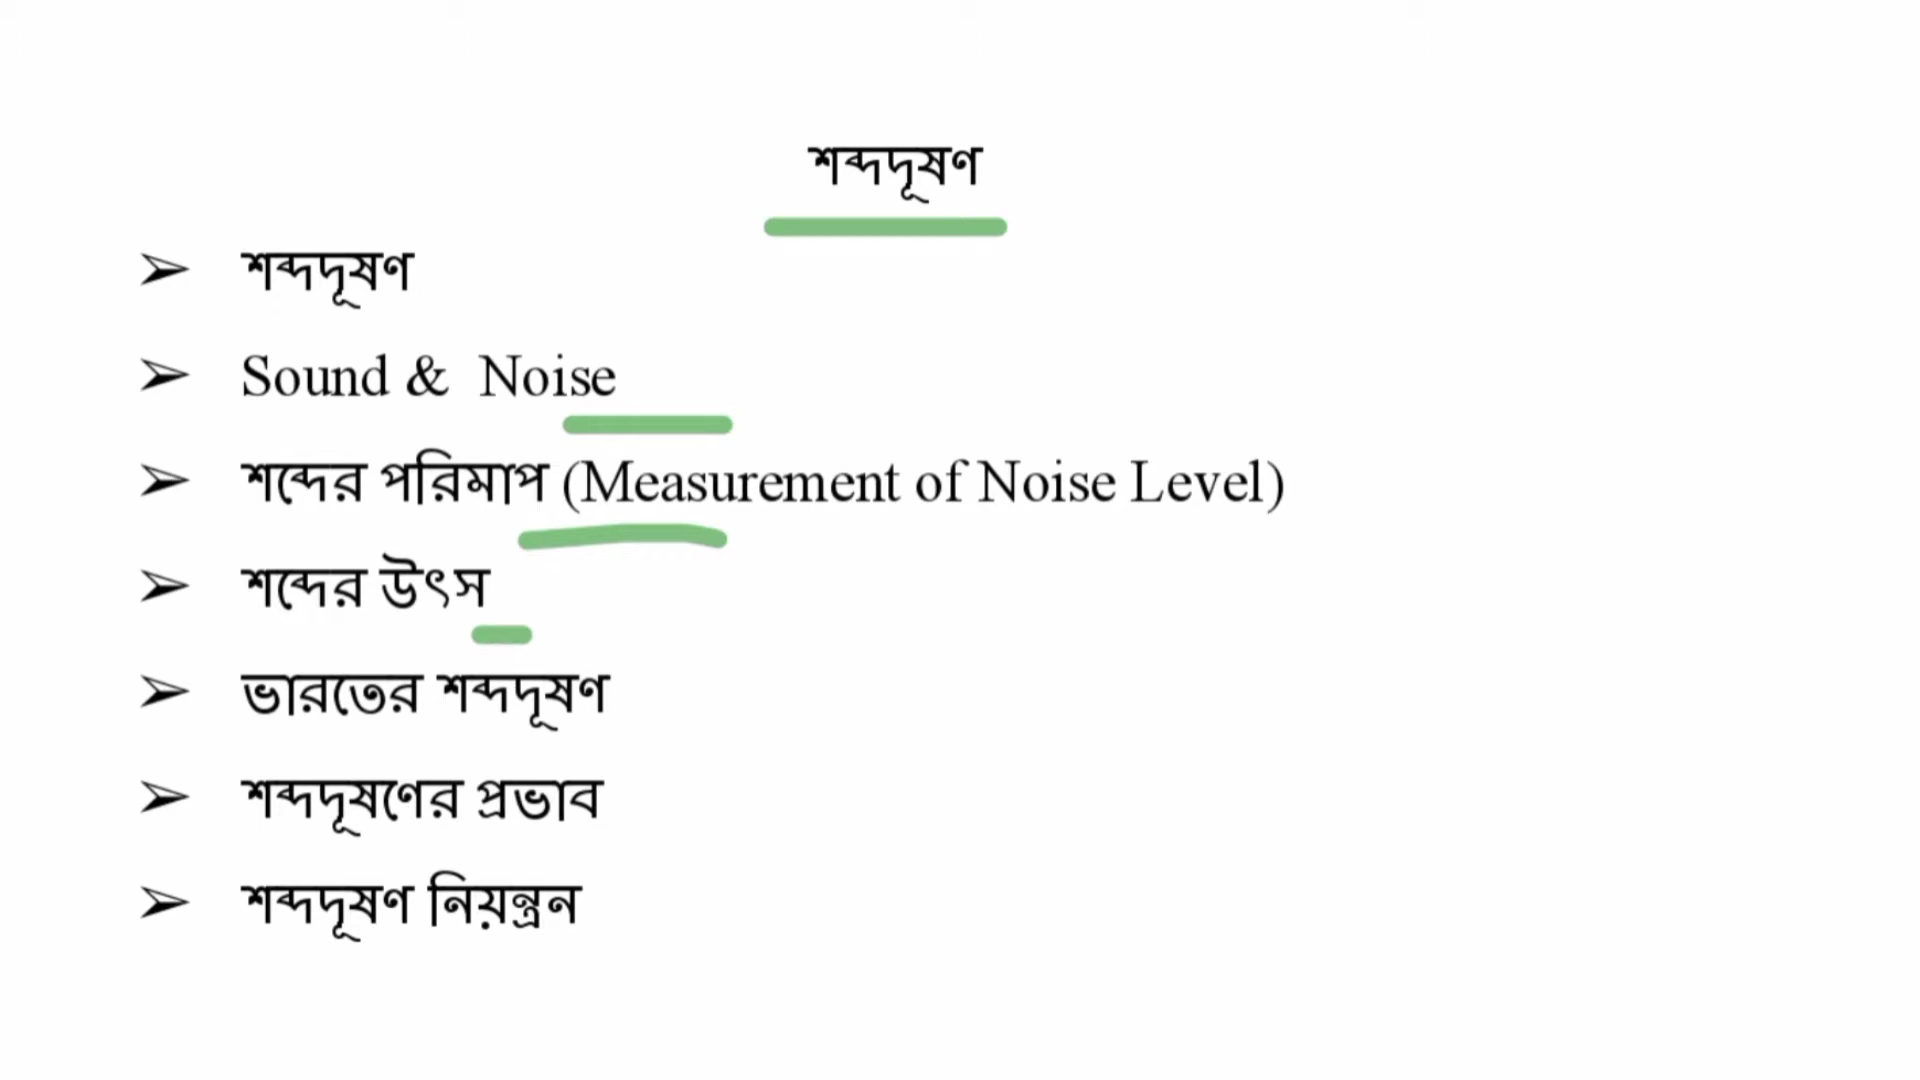 শব্দদূষণ
➢ শব্দদূষণ
➢ Sound & Noise
➢ শব্দের পরিমাপ (Measurement of Noise Level)
➢ শব্দের উৎস
➢ ভারতের শব্দদূষণ
➢ শব্দদূষণের প্রভাব
➢ শব্দদূষণ নিয়ন্ত্রন